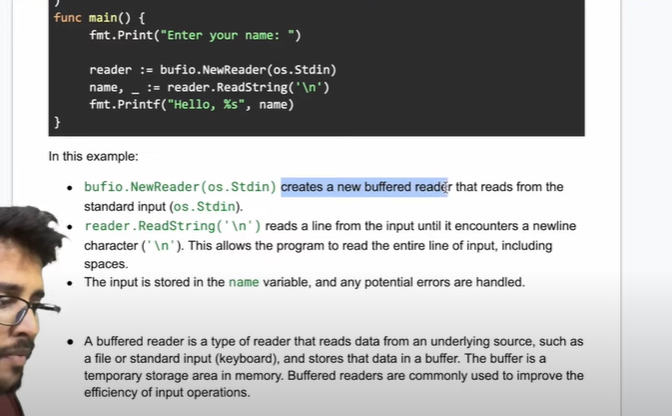 )
func main() {
fmt.Print("Enter your name: ")
reader := bufio.NewReader(os.Stdin)
name, _ := reader.ReadString('\n')
fmt.Printf("Hello, %s", name)
}
In this example:
• bufio.NewReader(os.Stdin) creates a new buffered reader that reads from the
standard input (os.Stdin).
• reader.ReadString('\n') reads a line from the input until it encounters a newline
character ('\n'). This allows the program to read the entire line of input, including
spaces.
• The input is stored in the name variable, and any potential errors are handled.
• A buffered reader is a type of reader that reads data from an underlying source, such as
a file or standard input (keyboard), and stores that data in a buffer. The buffer is a
temporary storage area in memory. Buffered readers are commonly used to improve the
efficiency of input operations.